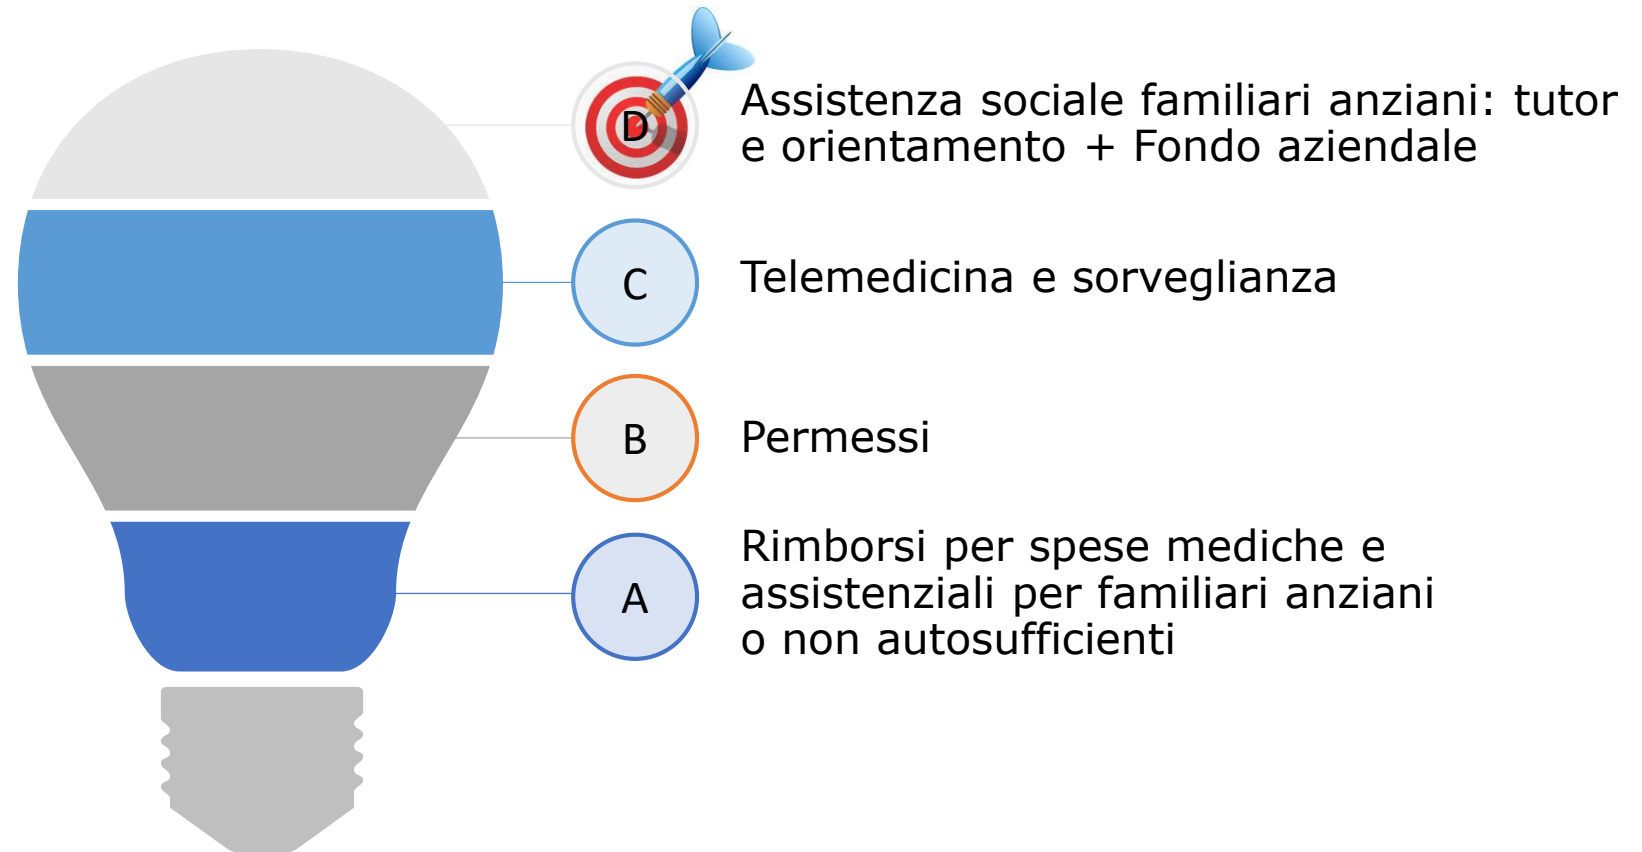 D
Assistenza sociale familiari anziani: tutor
e orientamento + Fondo aziendale
C
Telemedicina e sorveglianza
B
Permessi
A
Rimborsi per spese mediche e
assistenziali per familiari anziani
o non autosufficienti